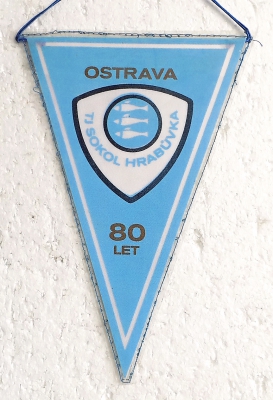 OSTRAVA
TJ SOKOL HRABŮVKA
80
LET